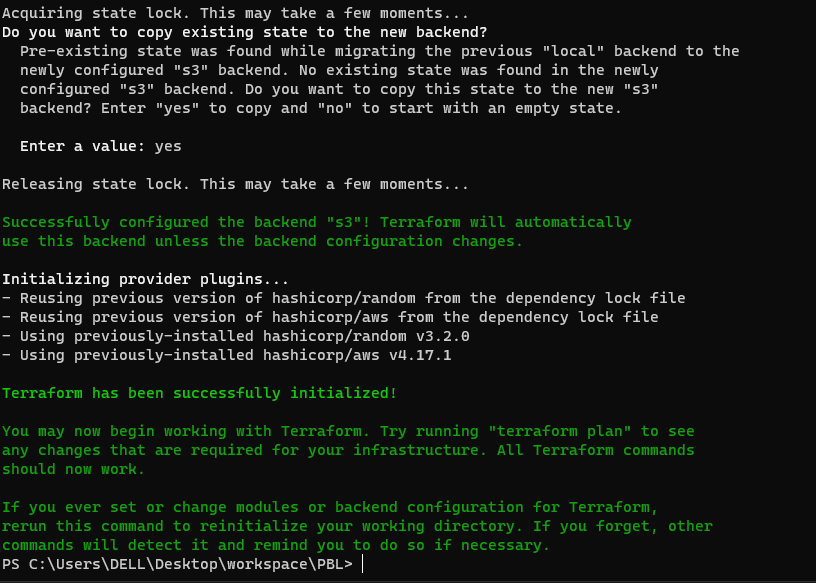 Acquiring state lock. This may take a few moments...
Do you want to copy existing state to the new backend?
  Pre-existing state was found while migrating the previous "local" backend to the
  newly configured "s3" backend. No existing state was found in the newly
  configured "s3" backend. Do you want to copy this state to the new "s3"
  backend? Enter "yes" to copy and "no" to start with an empty state.

  Enter a value: yes

Releasing state lock. This may take a few moments...

Successfully configured the backend "s3"! Terraform will automatically
use this backend unless the backend configuration changes.

Initializing provider plugins...
- Reusing previous version of hashicorp/random from the dependency lock file
- Reusing previous version of hashicorp/aws from the dependency lock file
- Using previously-installed hashicorp/random v3.2.0
- Using previously-installed hashicorp/aws v4.17.1

Terraform has been successfully initialized!

You may now begin working with Terraform. Try running "terraform plan" to see
any changes that are required for your infrastructure. All Terraform commands
should now work.

If you ever set or change modules or backend configuration for Terraform,
rerun this command to reinitialize your working directory. If you forget, other
commands will detect it and remind you to do so if necessary.
PS C:\Users\DELL\Desktop\workspace\PBL>